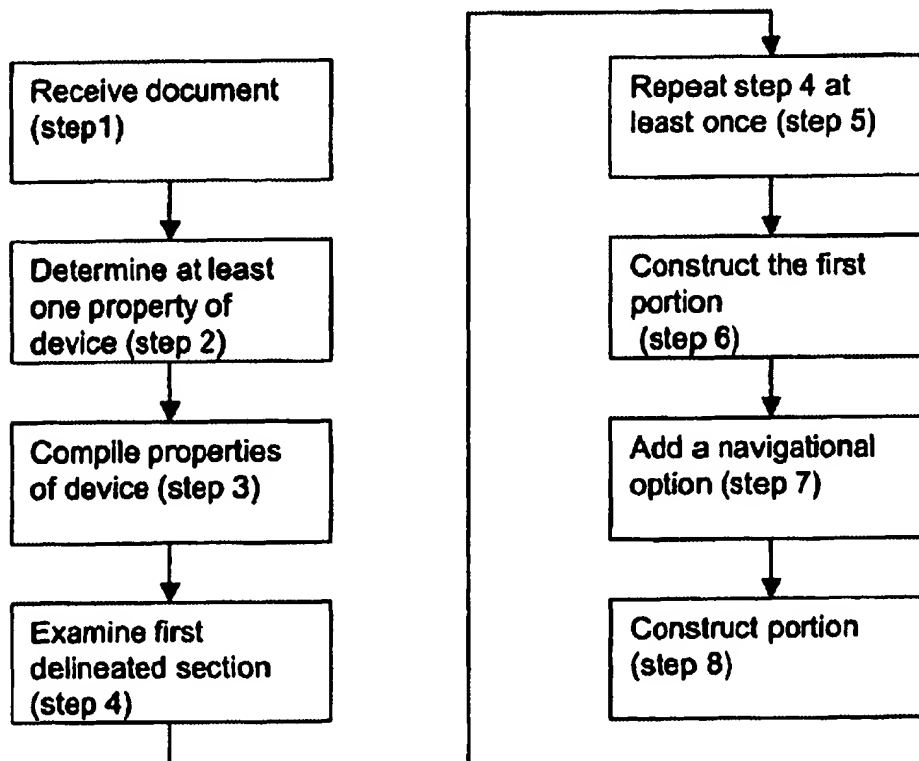 Receive document
(step1)
Determine at least
one property of
device (step 2)
Compile properties
of device (step 3)
Examine first
delineated section
(step 4)
Repeat step 4 at
least once (step 5)
Construct the first
portion
(step 6)
Add a navigational
option (step 7)
Construct portion
(step 8)